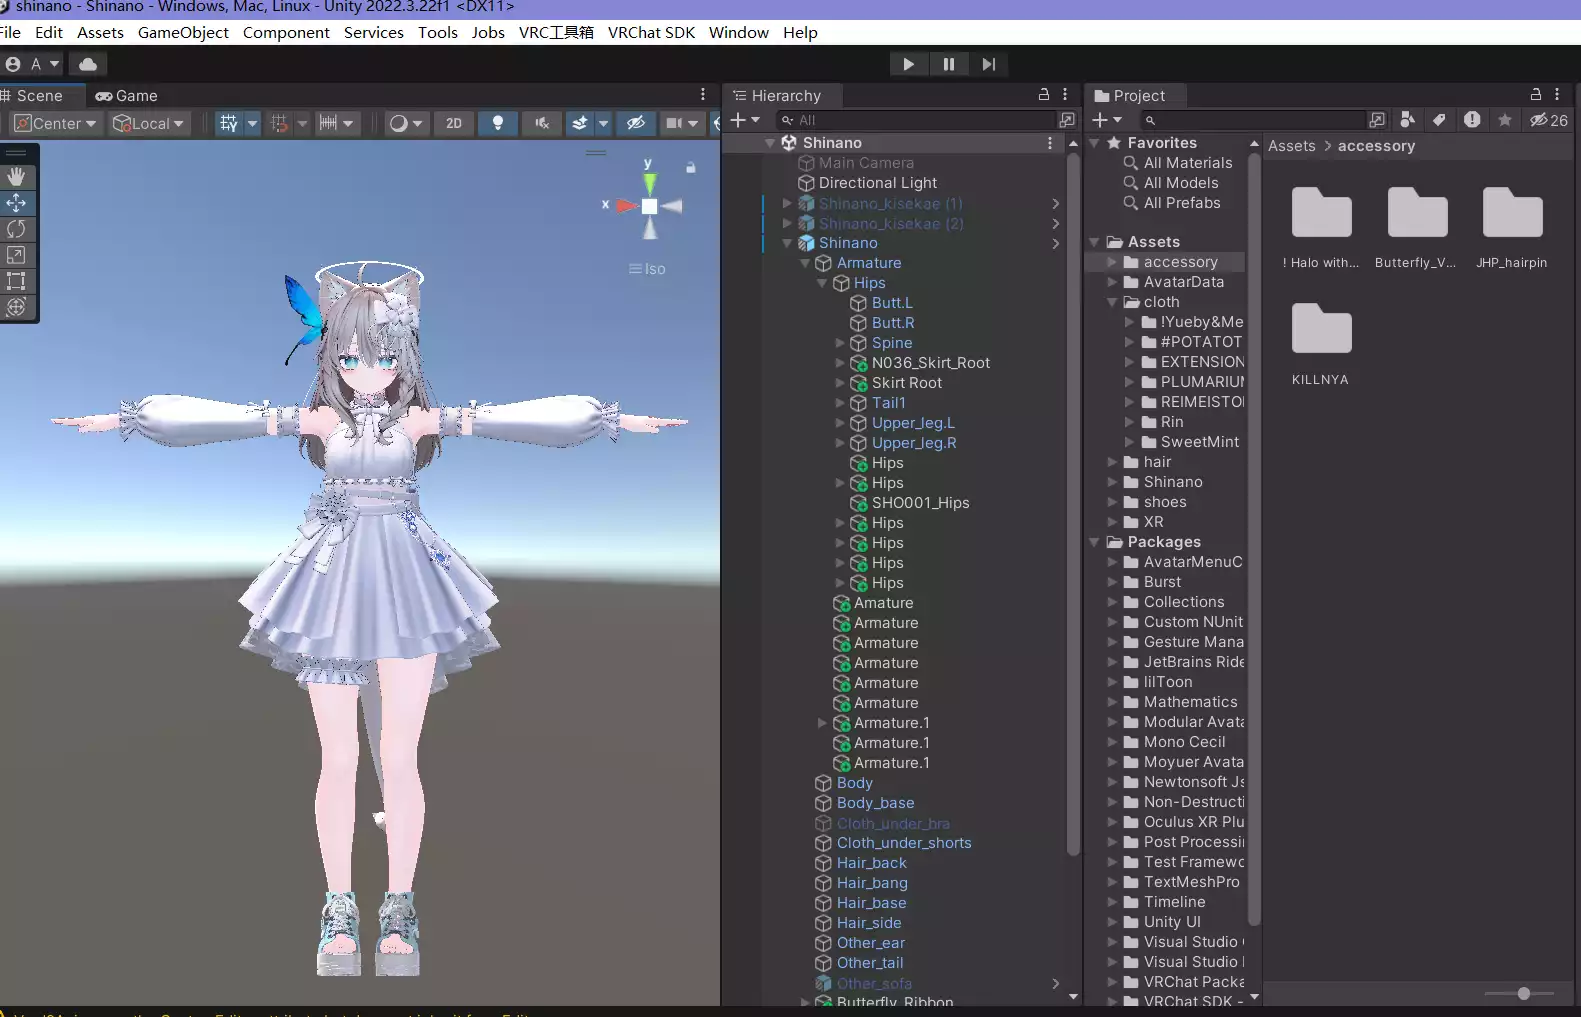 shinano - Shinano - Windows, Mac, Linux - Unity 2022.3.22f1 <DX11>
File Edit Assets GameObject Component Services Tools Jobs VRC工具箱 VRChat SDK Window Help
A
Scene Game
Center Local 2D
y
x
Iso
Hierarchy
All
Shinano
Main Camera
Directional Light
Shinano_kisekae (1)
Shinano_kisekae (2)
Shinano
Armature
Hips
Butt.L
Butt.R
Spine
N036_Skirt_Root
Skirt Root
Tail1
Upper_leg.L
Upper_leg.R
Hips
Hips
SHO001_Hips
Hips
Hips
Hips
Hips
Amature
Armature
Armature
Armature
Armature
Armature
Armature.1
Armature.1
Armature.1
Body
Body_base
Cloth_under_bra
Cloth_under_shorts
Hair_back
Hair_bang
Hair_base
Hair_side
Other_ear
Other_tail
Other_sofa
Butterfly_Ribbon
Project
26
Favorites
All Materials
All Models
All Prefabs
Assets
accessory
AvatarData
cloth
!Yueby&Me
#POTATOT
EXTENSION
PLUMARIUM
REIMEISTO
Rin
SweetMint
hair
Shinano
shoes
XR
Packages
AvatarMenuC
Burst
Collections
Custom NUnit
Gesture Mana
JetBrains Ride
lilToon
Mathematics
Modular Avata
Mono Cecil
Moyuer Avata
Newtonsoft Js
Non-Destructi
Oculus XR Plu
Post Processi
Test Framewo
TextMeshPro
Timeline
Unity UI
Visual Studio
Visual Studio
VRChat Packa
VRChat SDK -
Assets > accessory
! Halo with... Butterfly_V... JHP_hairpin
KILLNYA